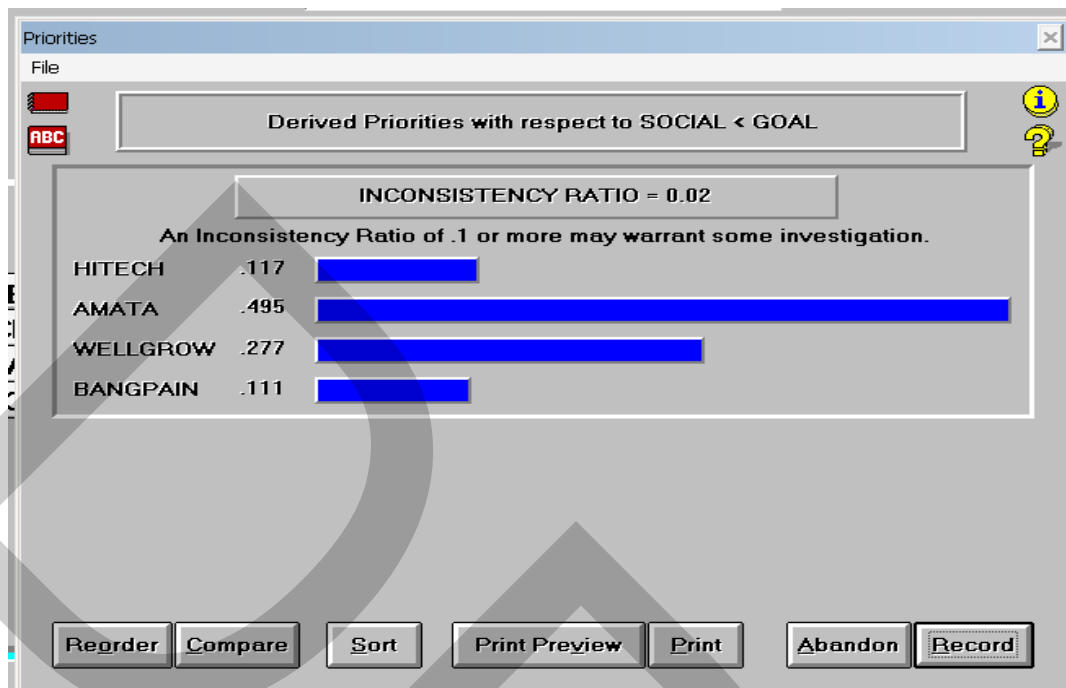 Priorities
File
ABC
Derived Priorities with respect to SOCIAL < GOAL
INCONSISTENCY RATIO = 0.02
An Inconsistency Ratio of .1 or more may warrant some investigation.
HITECH .117
AMATA .495
WELLGROW .277
BANGPAIN .111
Reorder Compare Sort Print Preview Print Abandon Record